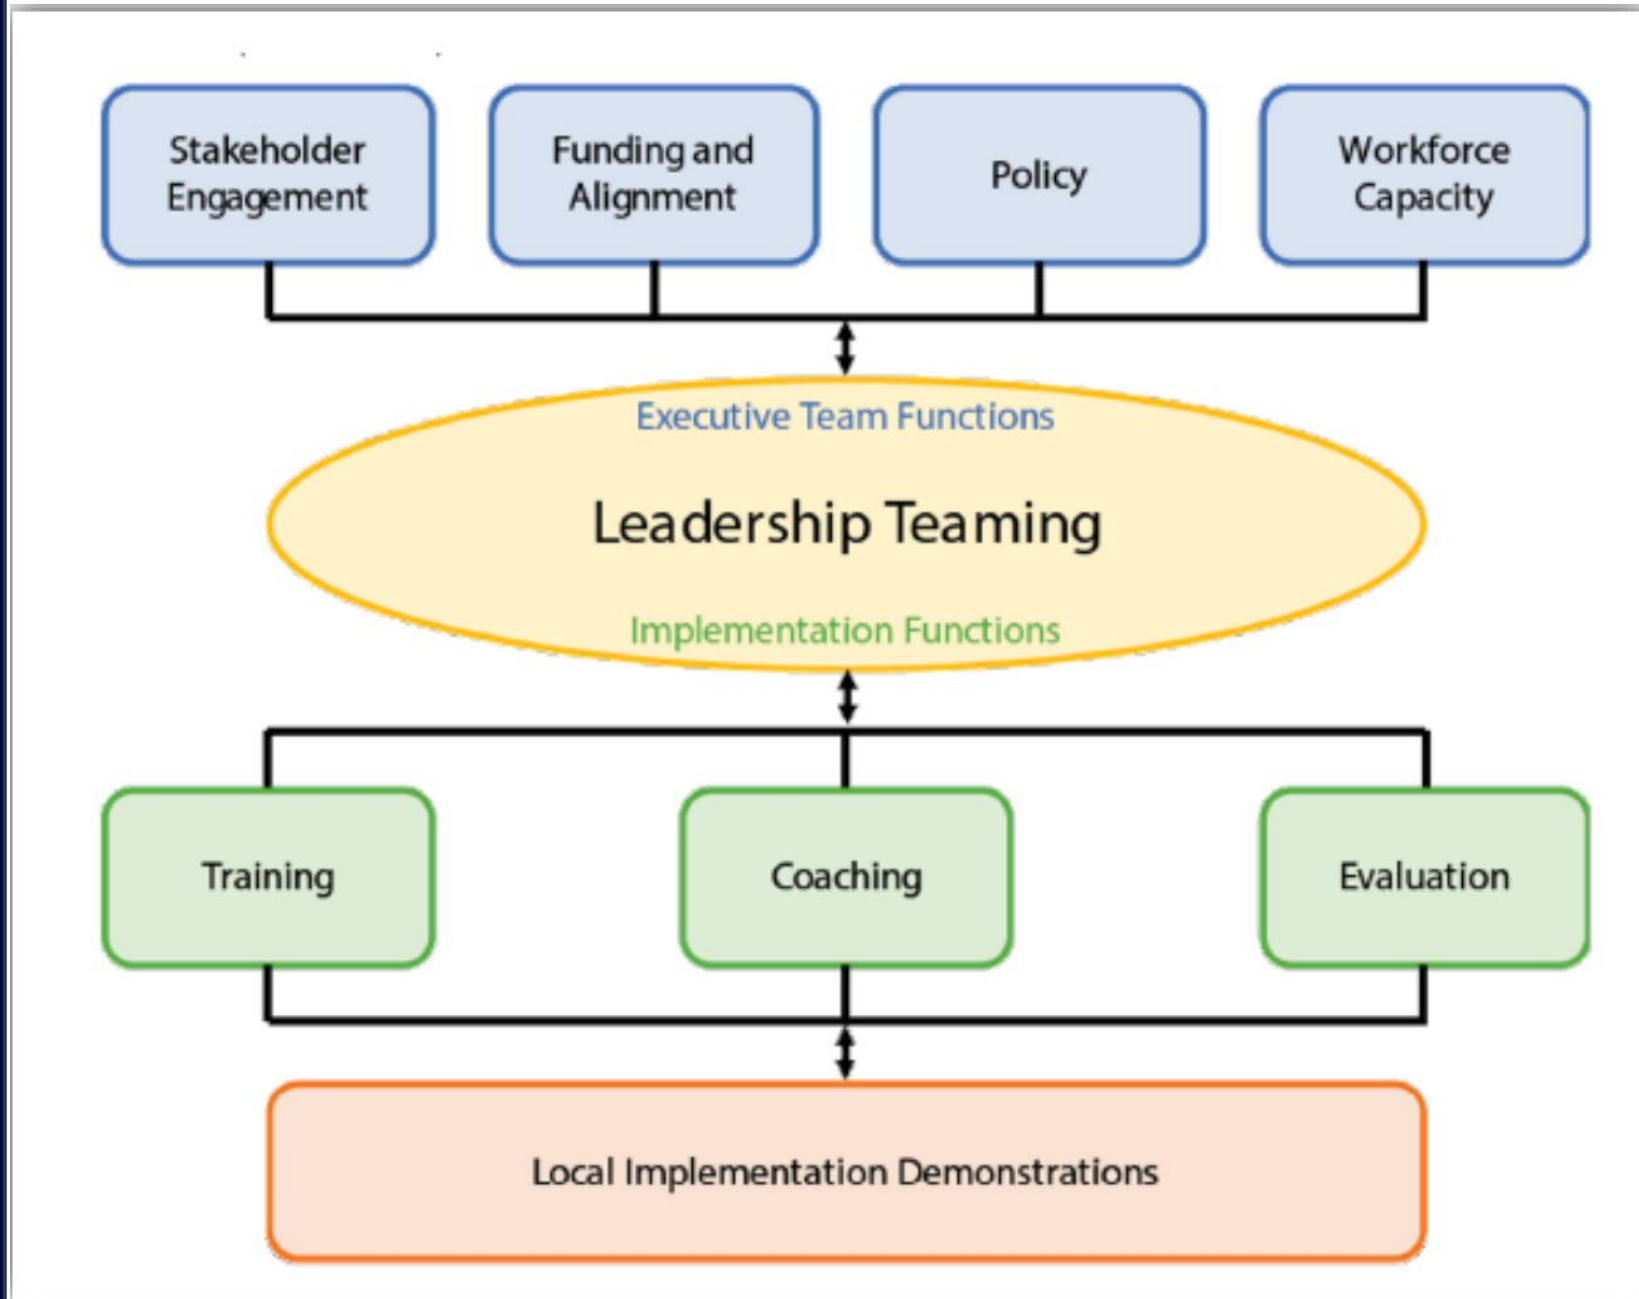 Stakeholder
Engagement
Funding and
Alignment
Policy
Workforce
Capacity
Executive Team Functions
Leadership Teaming
Implementation Functions
Training
Coaching
Evaluation
Local Implementation Demonstrations